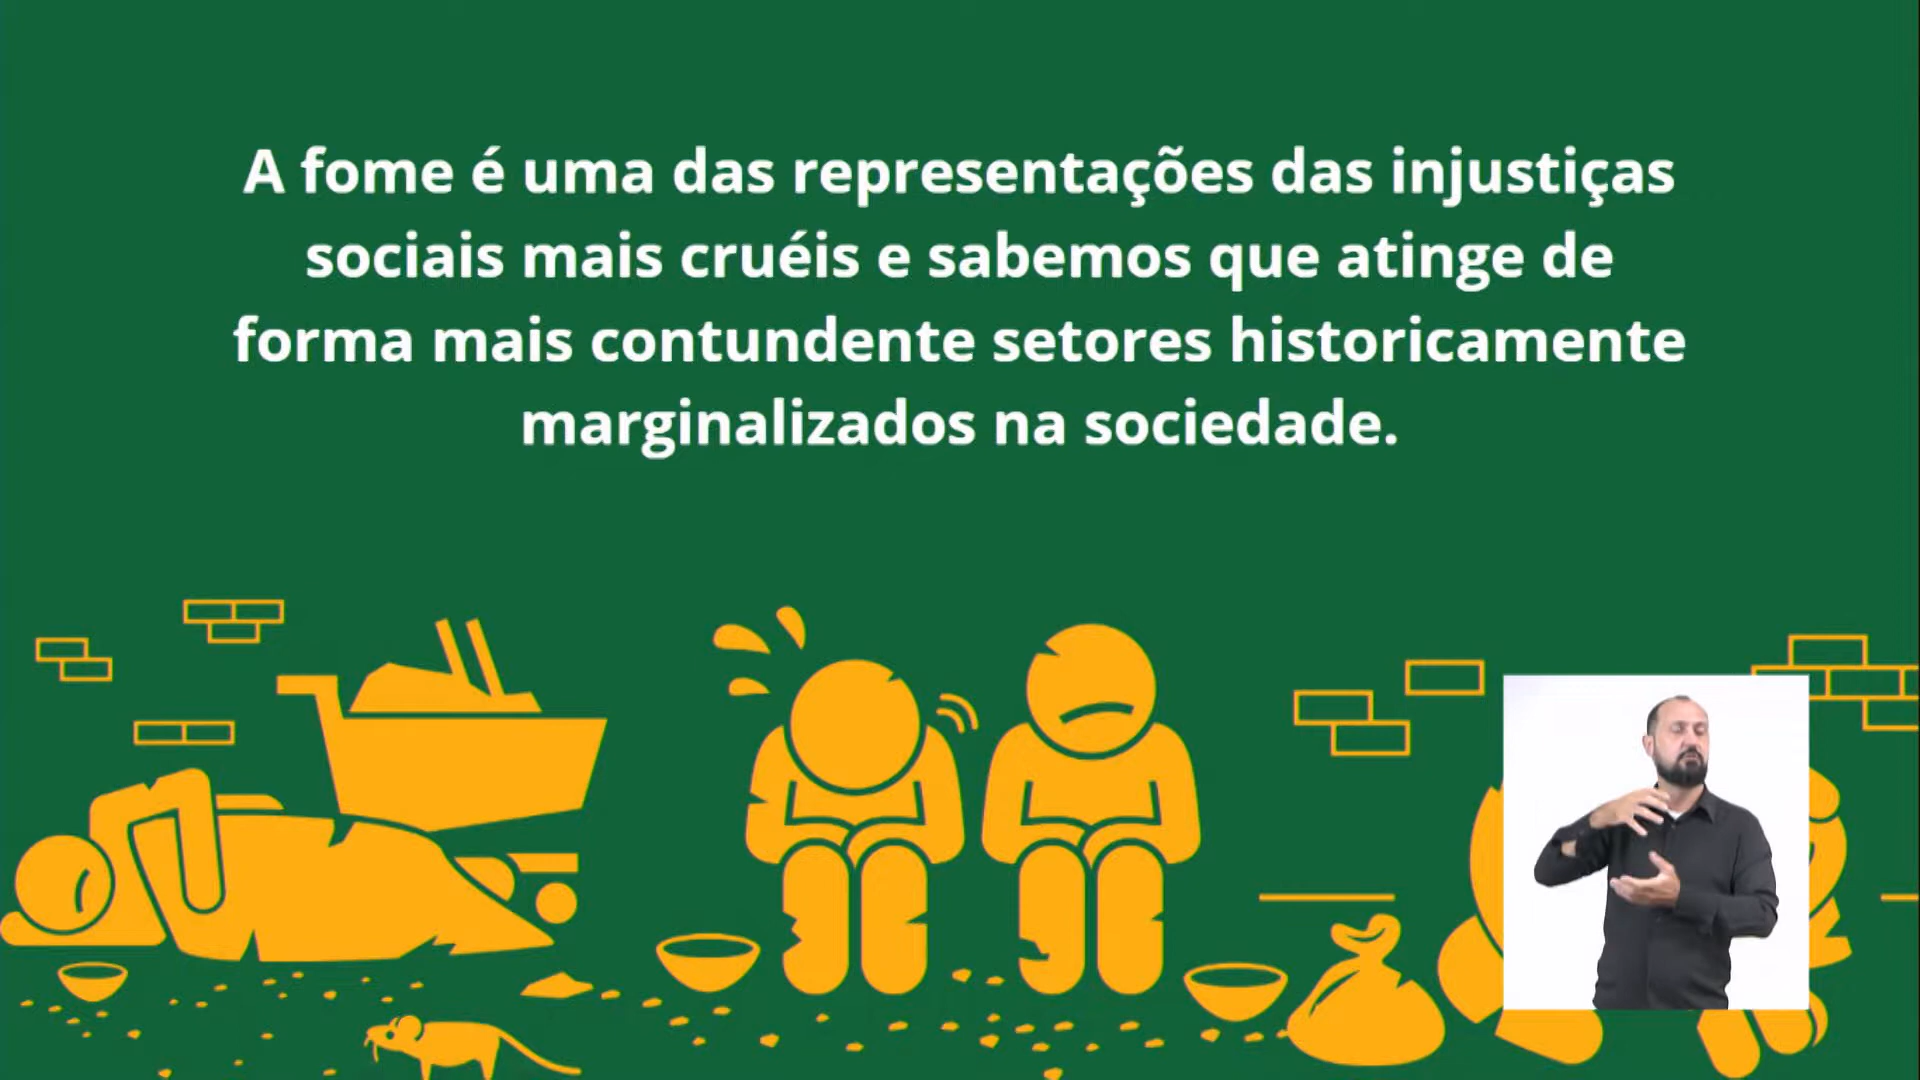 A fome é uma das representações das injustiças
sociais mais cruéis e sabemos que atinge de
forma mais contundente setores historicamente
marginalizados na sociedade.